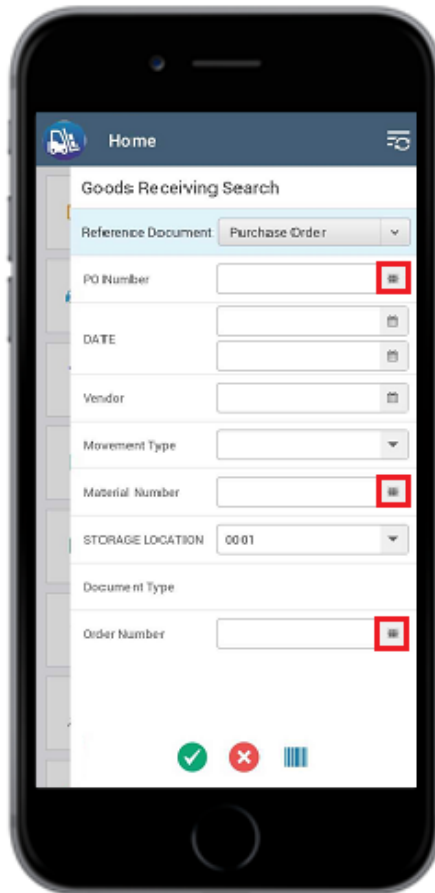 Home
Goods Receiving Search
Reference Document Purchase Order
PO Number
DATE
Vendor
Movement Type
Material Number
STORAGE LOCATION 0001
Document Type
Order Number